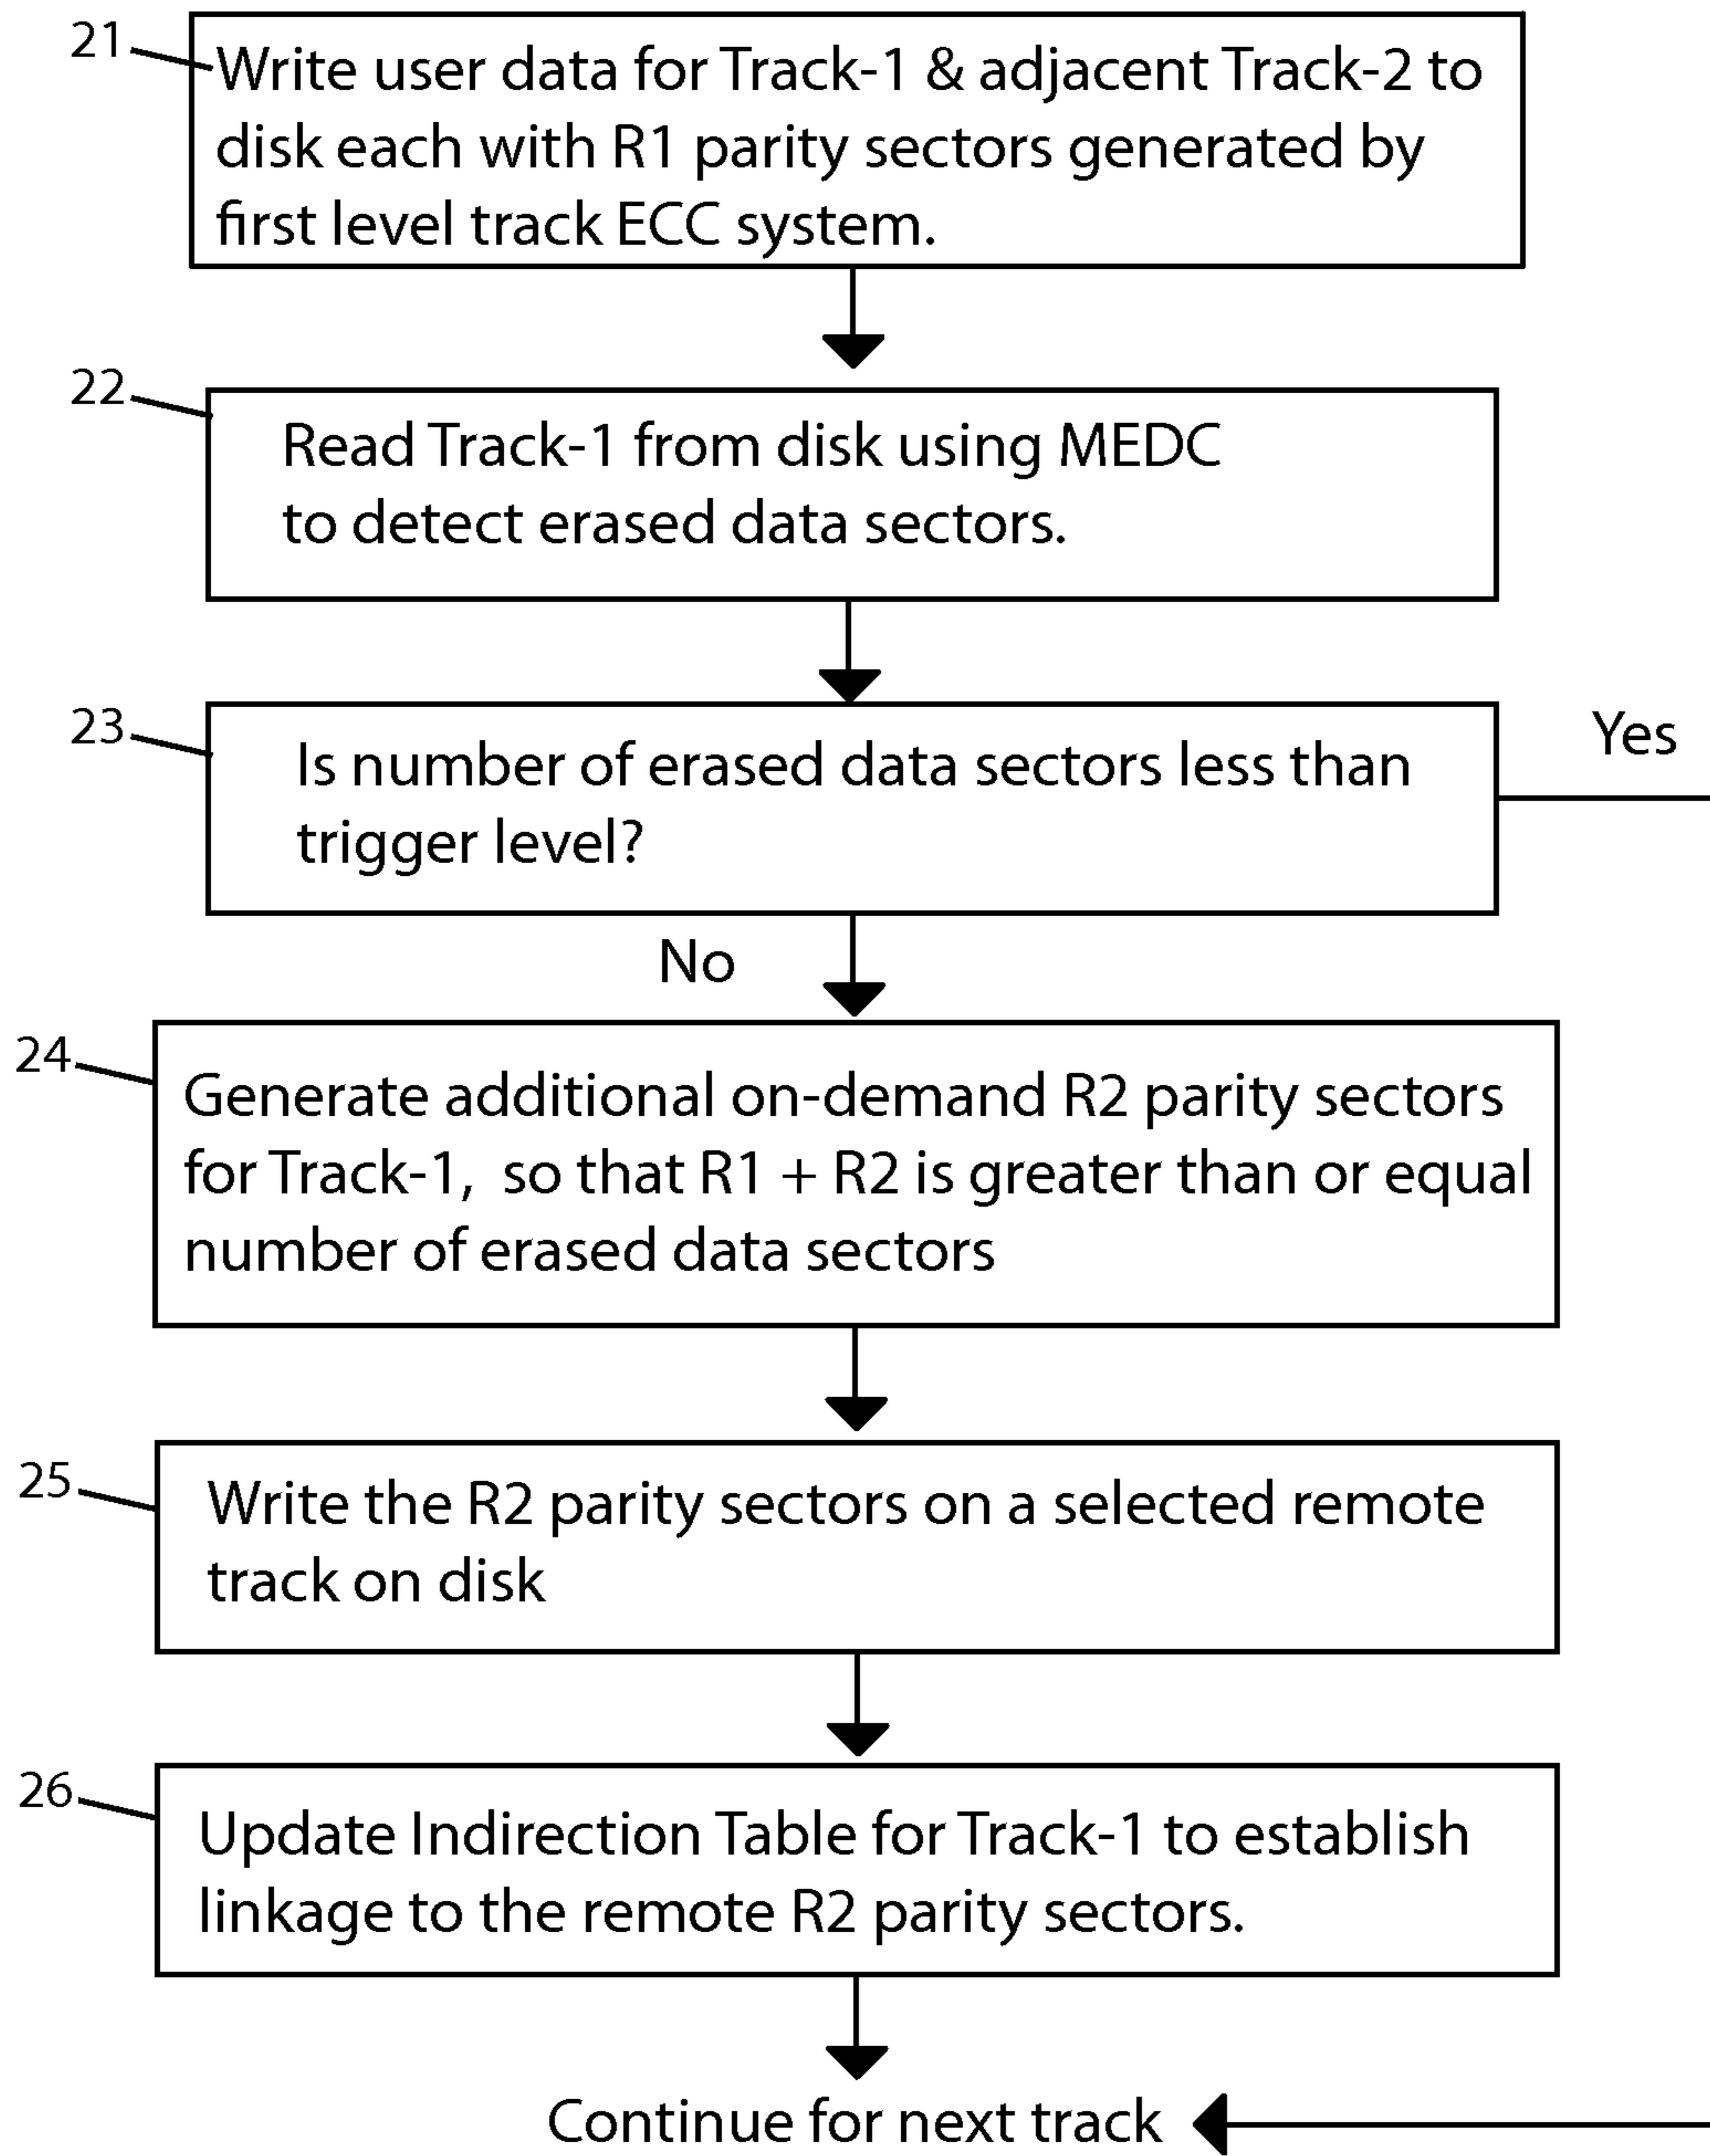 21
Write user data for Track-1 & adjacent Track-2 to
disk each with R1 parity sectors generated by
first level track ECC system.
22
Read Track-1 from disk using MEDC
to detect erased data sectors.
23
Is number of erased data sectors less than
trigger level?
Yes
No
24
Generate additional on-demand R2 parity sectors
for Track-1, so that R1 + R2 is greater than or equal
number of erased data sectors
25
Write the R2 parity sectors on a selected remote
track on disk
26
Update Indirection Table for Track-1 to establish
linkage to the remote R2 parity sectors.
Continue for next track